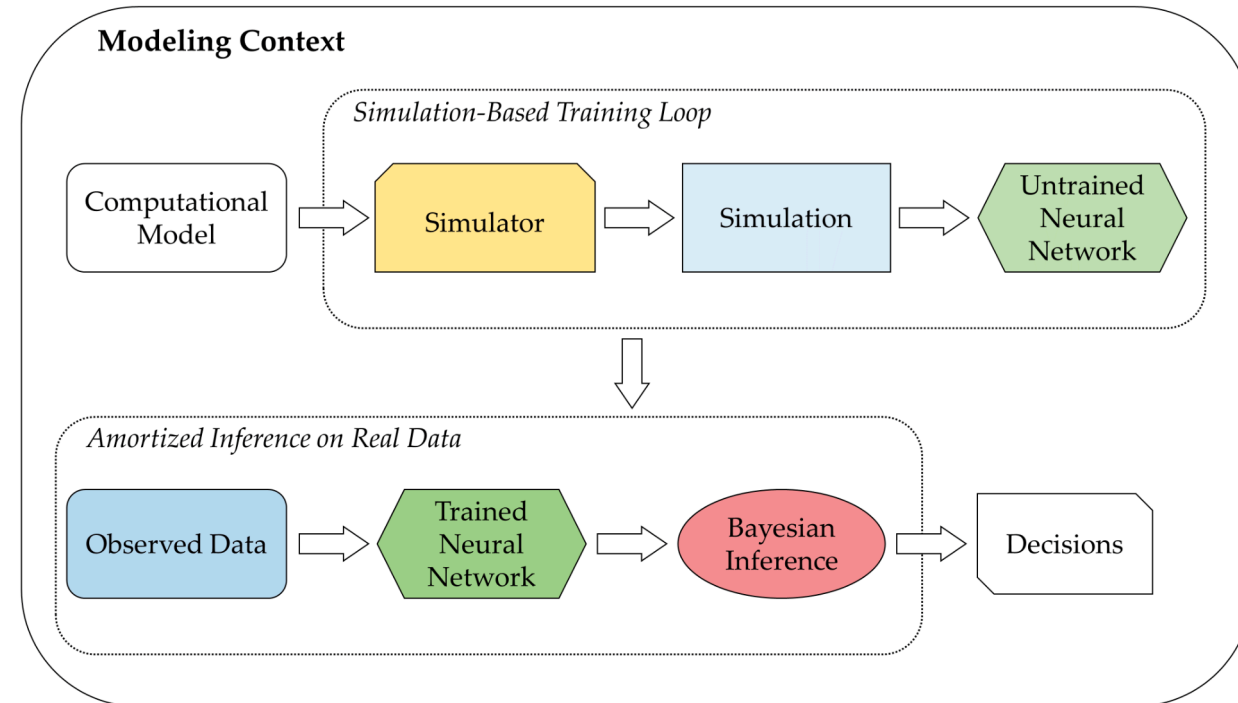 Modeling Context
Simulation-Based Training Loop
Computational
Model
Simulator
Simulation
Untrained
Neural
Network
Amortized Inference on Real Data
Observed Data
Trained
Neural
Network
Bayesian
Inference
Decisions